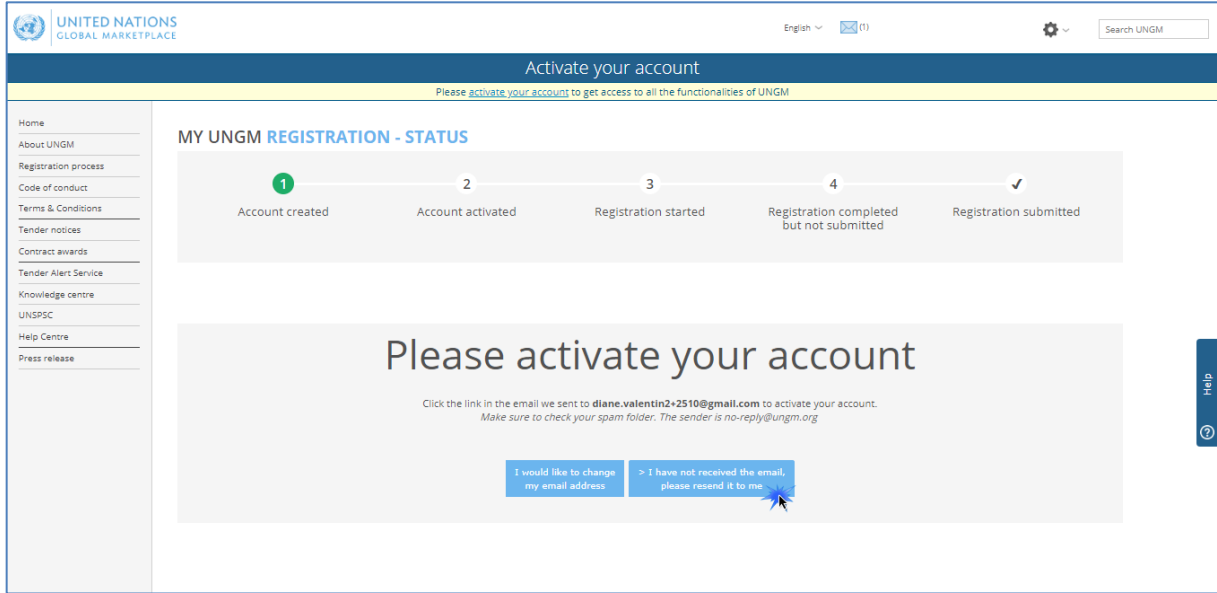 UNITED NATIONS
GLOBAL MARKETPLACE
English
(1)
Search UNGM
Activate your account
Please activate your account to get access to all the functionalities of UNGM
Home
About UNGM
Registration process
Code of conduct
Terms & Conditions
Tender notices
Contract awards
Tender Alert Service
Knowledge centre
UNSPSC
Help Centre
Press release
MY UNGM REGISTRATION - STATUS
1
Account created
2
Account activated
3
Registration started
4
Registration completed
but not submitted
Registration submitted
Please activate your account
Click the link in the email we sent to diane.valentin2+2510@gmail.com to activate your account.
Make sure to check your spam folder. The sender is no-reply@ungm.org
I would like to change
my email address
> I have not received the email,
please resend it to me
Help